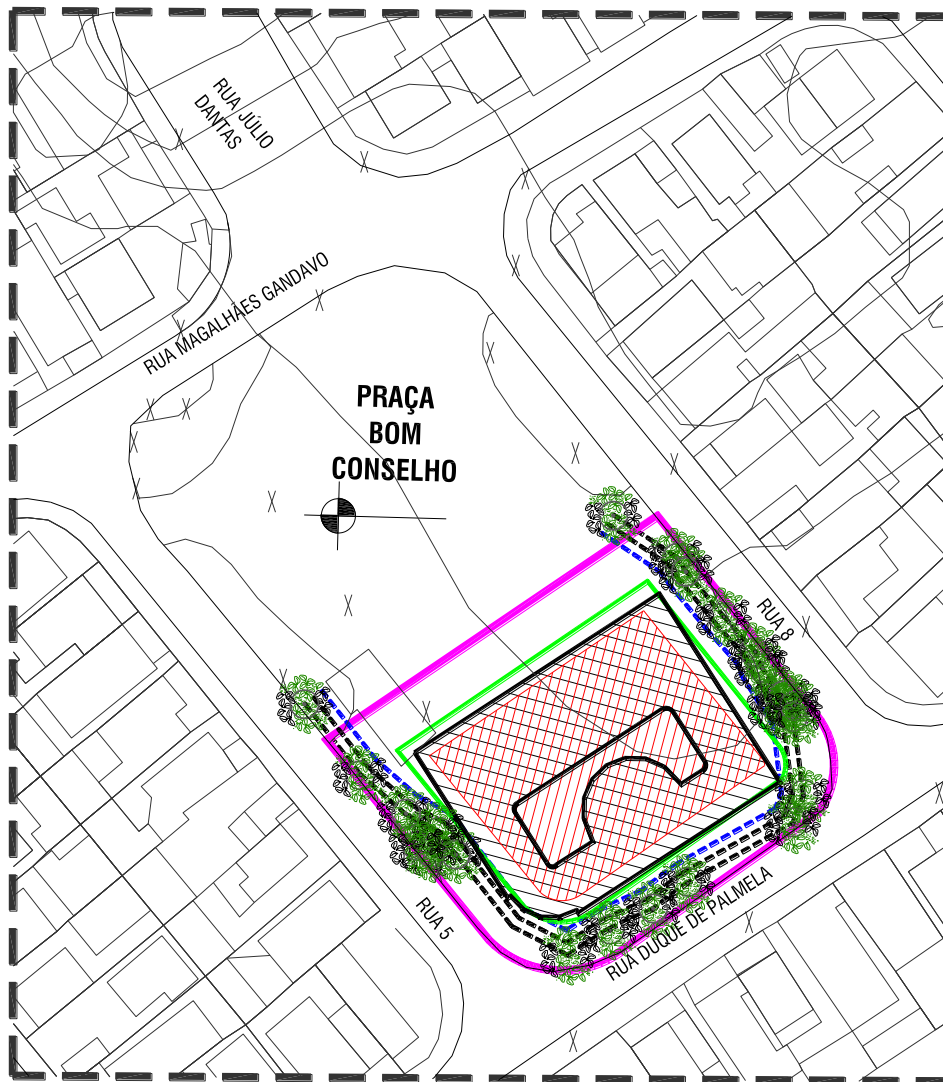 RUA JÚLIO
DANTAS
RUA MAGALHÃES GANDAVO
PRAÇA
BOM
CONSELHO
RUA 8
RUA 5
RUA DUQUE DE PALMELA